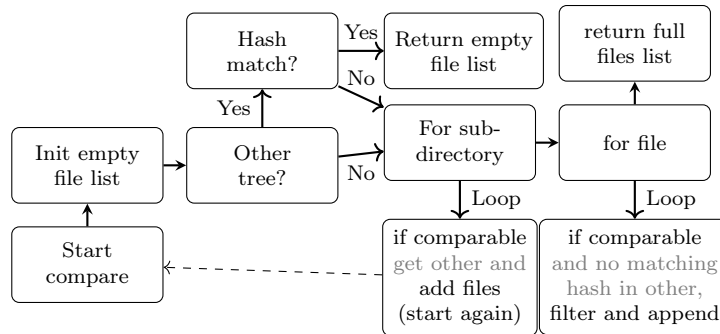 Hash
match?
Yes
Return empty
file list
return full
files list
No
Yes
Init empty
file list
Other
tree?
No
For sub-
directory
for file
Loop
Loop
Start
compare
if comparable
get other and
add files
(start again)
if comparable
and no matching
hash in other,
filter and append